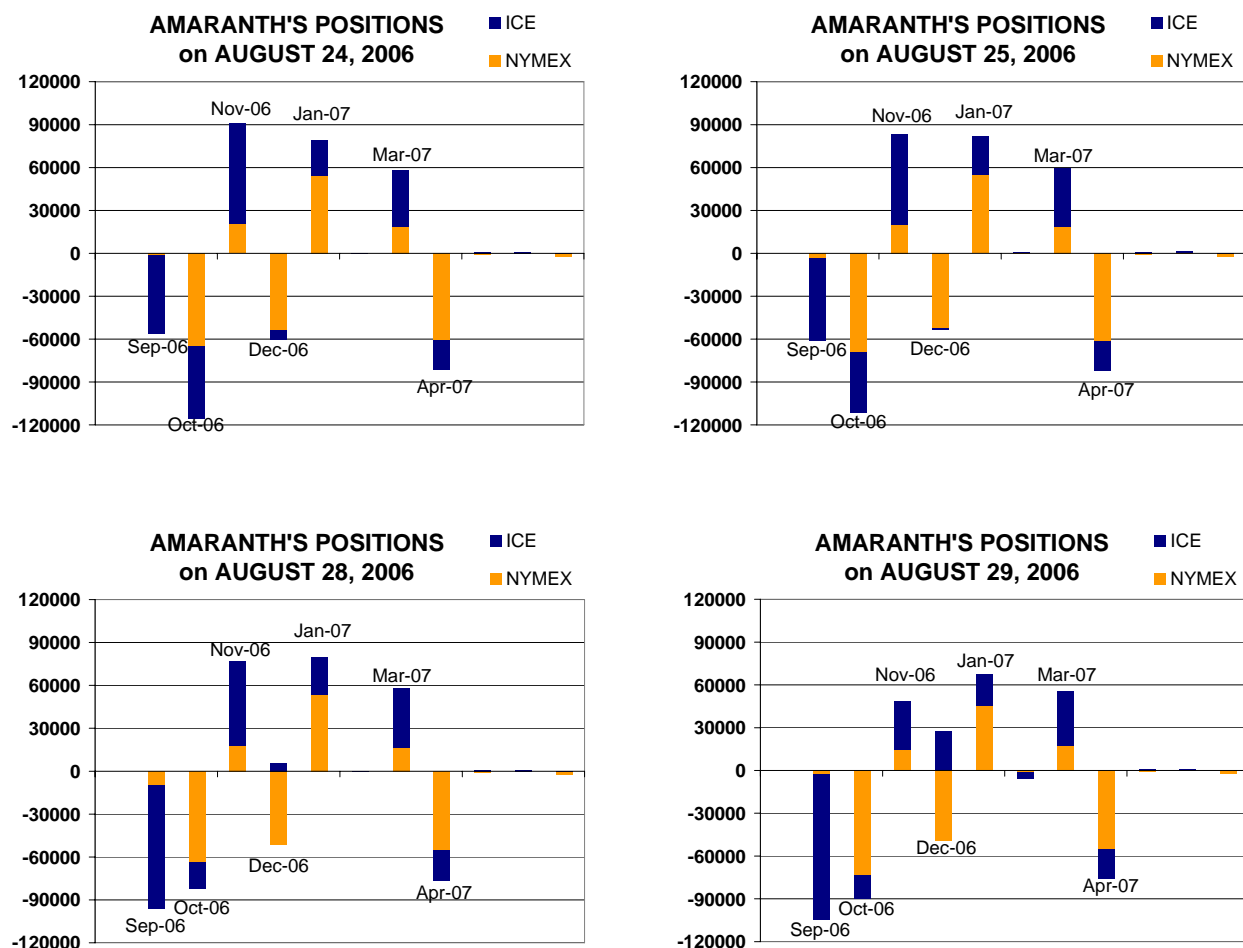 AMARANTH'S POSITIONS
on AUGUST 24, 2006
ICE
NYMEX
120000
90000
60000
30000
0
-30000
-60000
-90000
-120000
Nov-06
Jan-07
Mar-07
Sep-06
Dec-06
Apr-07
Oct-06
AMARANTH'S POSITIONS
on AUGUST 25, 2006
ICE
NYMEX
120000
90000
60000
30000
0
-30000
-60000
-90000
-120000
Nov-06
Jan-07
Mar-07
Sep-06
Dec-06
Apr-07
Oct-06
AMARANTH'S POSITIONS
on AUGUST 28, 2006
ICE
NYMEX
120000
90000
60000
30000
0
-30000
-60000
-90000
-120000
Nov-06
Jan-07
Mar-07
Dec-06
Apr-07
Oct-06
Sep-06
AMARANTH'S POSITIONS
on AUGUST 29, 2006
ICE
NYMEX
120000
90000
60000
30000
0
-30000
-60000
-90000
-120000
Nov-06
Jan-07
Mar-07
Dec-06
Apr-07
Oct-06
Sep-06